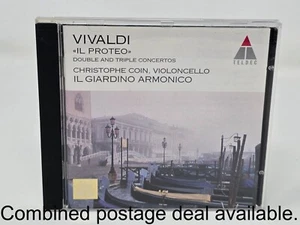 VIVALDI
«IL PROTEO»
DOUBLE AND TRIPLE CONCERTOS
CHRISTOPHE COIN, VIOLONCELLO
IL GIARDINO ARMONICO
TELDEC
Combined postage deal available.